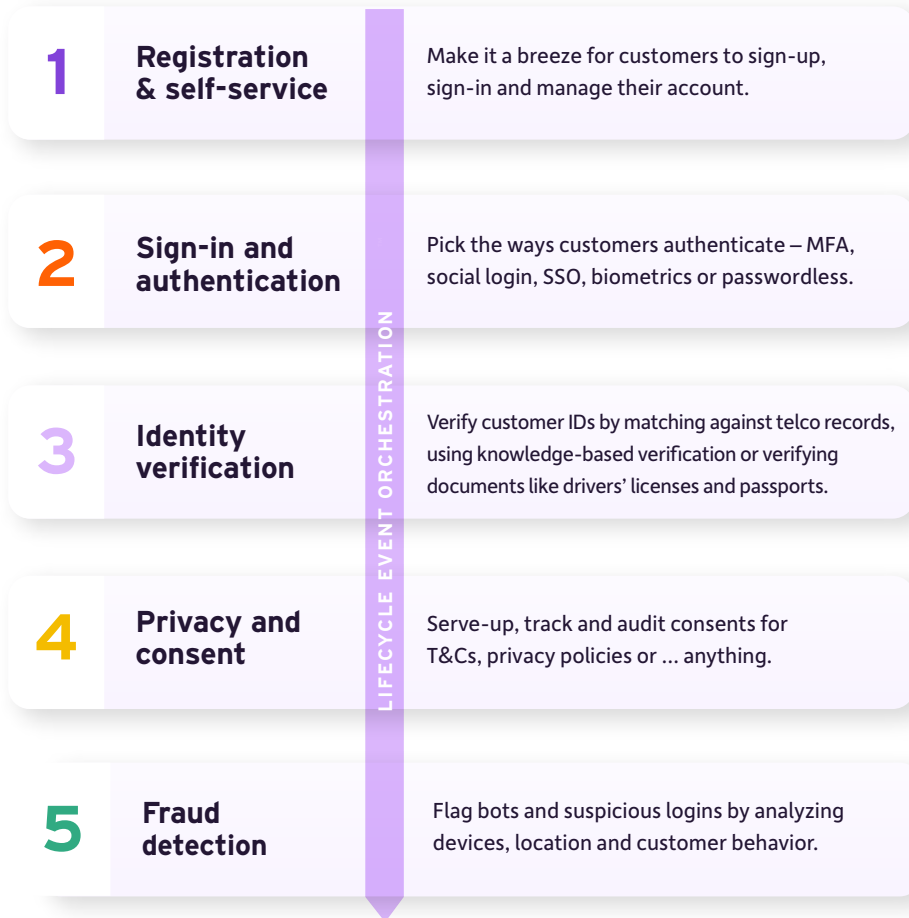 1
Registration
& self-service
Make it a breeze for customers to sign-up,
sign-in and manage their account.
2
Sign-in and
authentication
Pick the ways customers authenticate – MFA,
social login, SSO, biometrics or passwordless.
LIFECYCLE EVENT ORCHESTRATION
3
Identity
verification
Verify customer IDs by matching against telco records,
using knowledge-based verification or verifying
documents like drivers’ licenses and passports.
4
Privacy and
consent
Serve-up, track and audit consents for
T&Cs, privacy policies or ... anything.
5
Fraud
detection
Flag bots and suspicious logins by analyzing
devices, location and customer behavior.